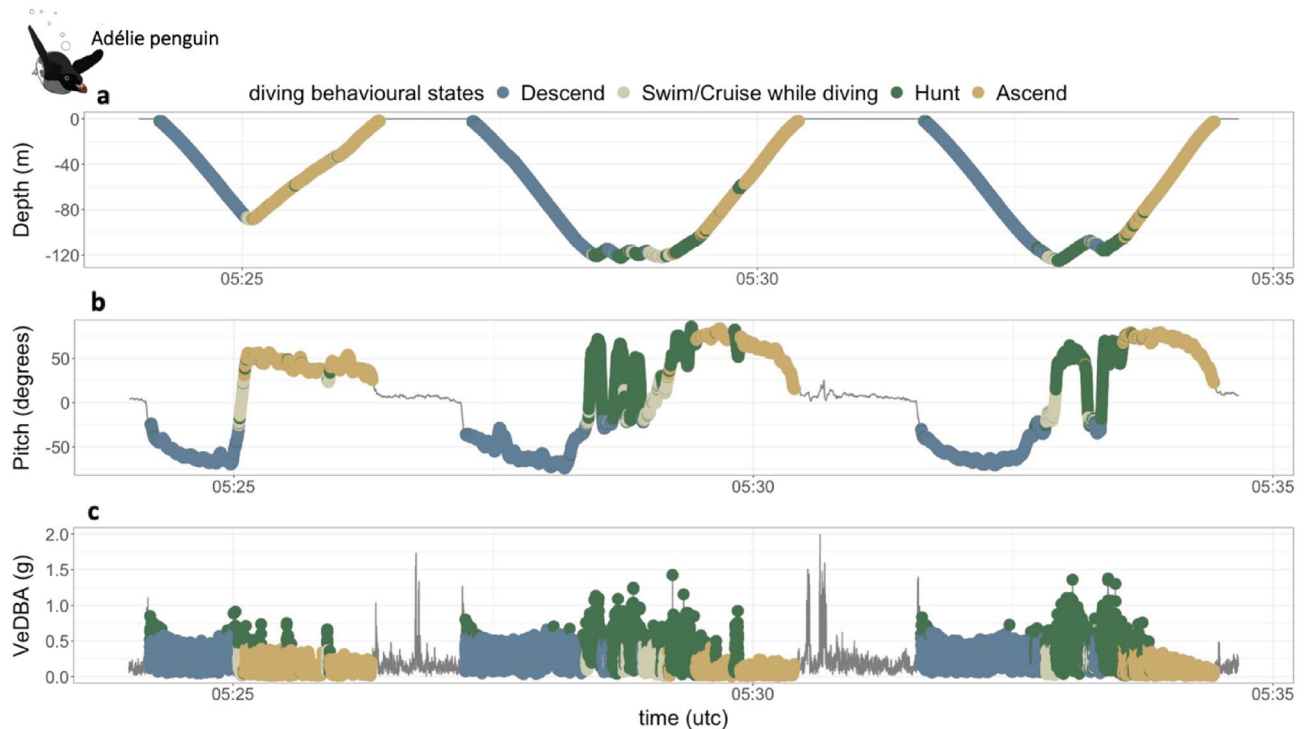 Adélie penguin
a
diving behavioural states Descend Swim/Cruise while diving Hunt Ascend
0
-40
-80
-120
Depth (m)
05:25 05:30 05:35
b
50
0
-50
Pitch (degrees)
05:25 05:30 05:35
c
2.0
1.5
1.0
0.5
0.0
VeDBA (g)
05:25 05:30 05:35
time (utc)